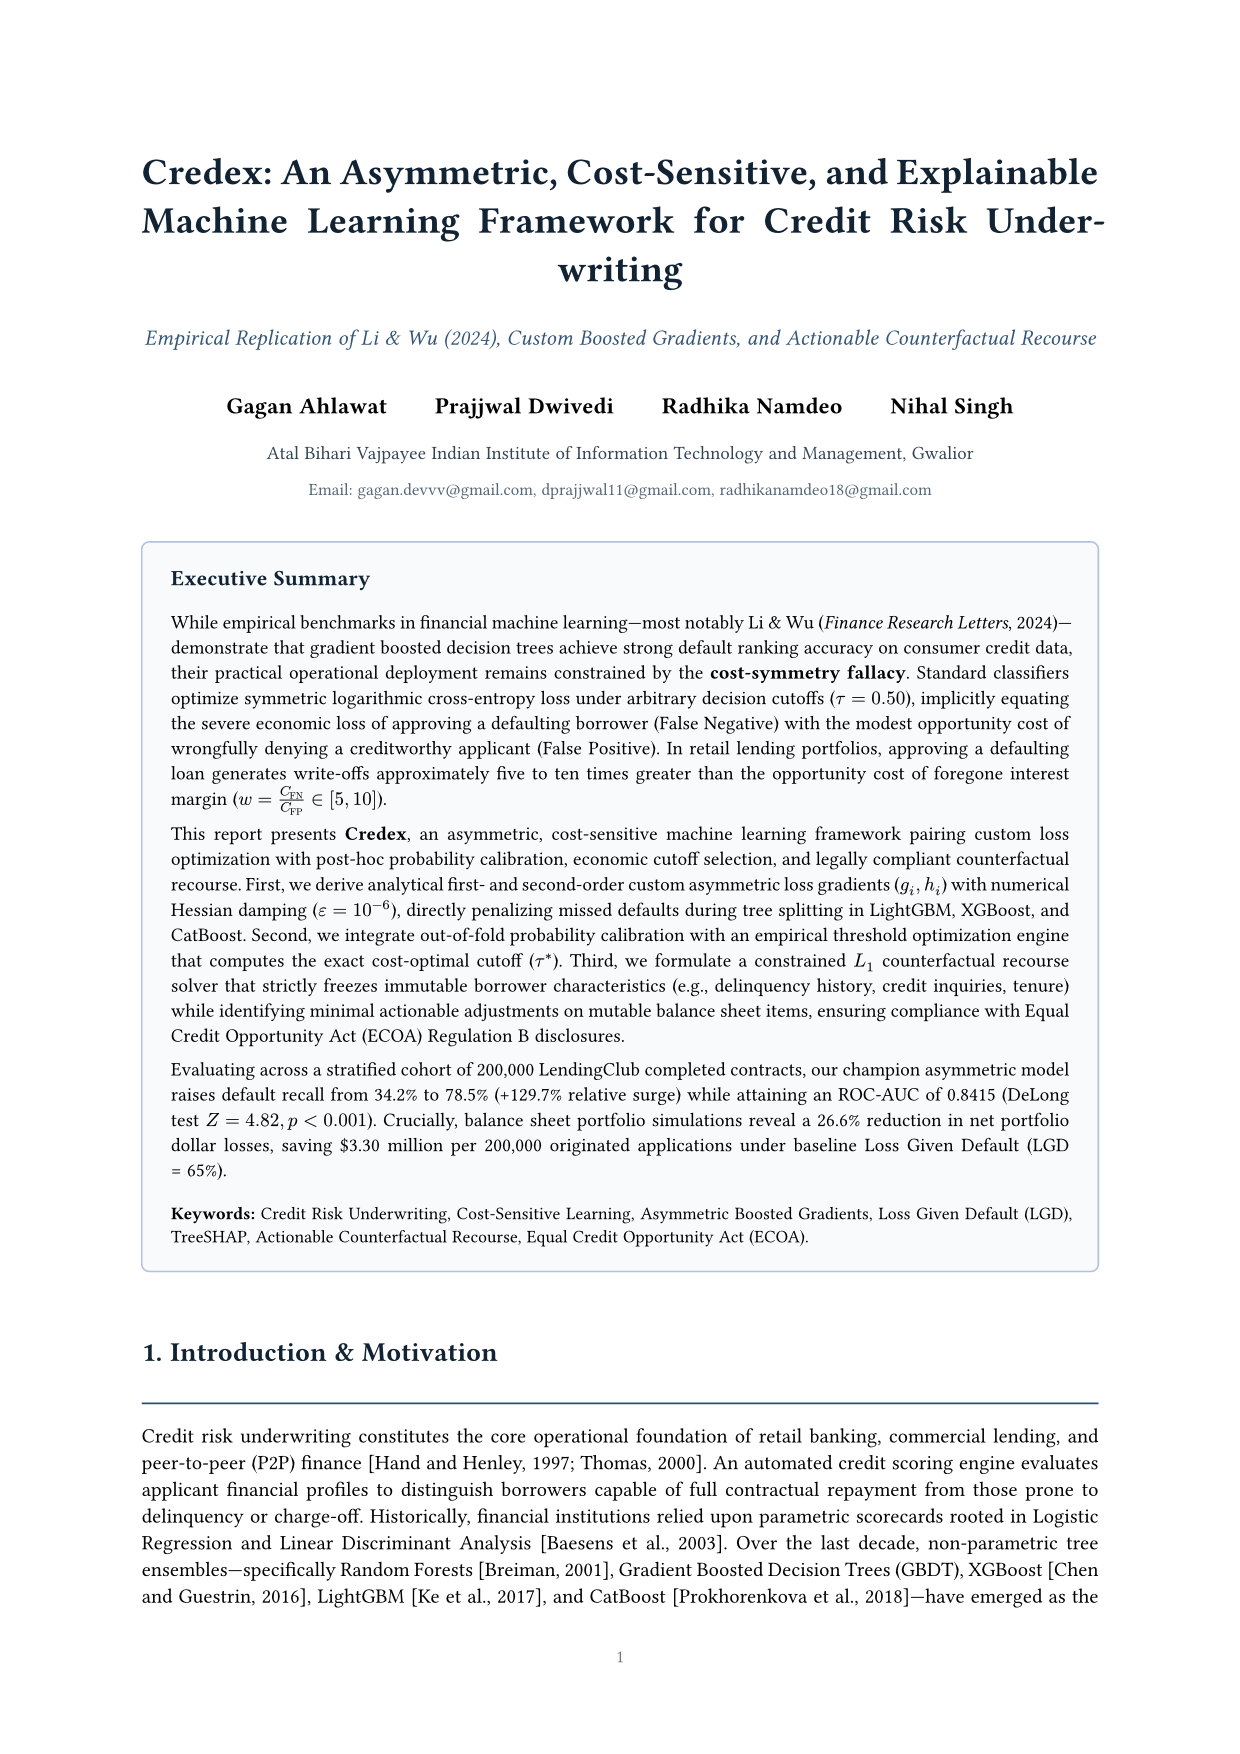 Credex: An Asymmetric, Cost-Sensitive, and Explainable
Machine Learning Framework for Credit Risk Under-
writing
Empirical Replication of Li & Wu (2024), Custom Boosted Gradients, and Actionable Counterfactual Recourse
Gagan Ahlawat Prajjwal Dwivedi Radhika Namdeo Nihal Singh
Atal Bihari Vajpayee Indian Institute of Information Technology and Management, Gwalior
Email: gagan.devvv@gmail.com, dprajjwal11@gmail.com, radhikanamdeo18@gmail.com
Executive Summary
While empirical benchmarks in financial machine learning—most notably Li & Wu (Finance Research Letters, 2024)—
demonstrate that gradient boosted decision trees achieve strong default ranking accuracy on consumer credit data,
their practical operational deployment remains constrained by the cost-symmetry fallacy. Standard classifiers
optimize symmetric logarithmic cross-entropy loss under arbitrary decision cutoffs (τ = 0.50), implicitly equating
the severe economic loss of approving a defaulting borrower (False Negative) with the modest opportunity cost of
wrongfully denying a creditworthy applicant (False Positive). In retail lending portfolios, approving a defaulting
loan generates write-offs approximately five to ten times greater than the opportunity cost of foregone interest
margin (w = C_FN/C_FP ∈ [5, 10]).
This report presents Credex, an asymmetric, cost-sensitive machine learning framework pairing custom loss
optimization with post-hoc probability calibration, economic cutoff selection, and legally compliant counterfactual
recourse. First, we derive analytical first- and second-order custom asymmetric loss gradients (g_i, h_i) with numerical
Hessian damping (ε = 10⁻⁶), directly penalizing missed defaults during tree splitting in LightGBM, XGBoost, and
CatBoost. Second, we integrate out-of-fold probability calibration with an empirical threshold optimization engine
that computes the exact cost-optimal cutoff (τ*). Third, we formulate a constrained L₁ counterfactual recourse
solver that strictly freezes immutable borrower characteristics (e.g., delinquency history, credit inquiries, tenure)
while identifying minimal actionable adjustments on mutable balance sheet items, ensuring compliance with Equal
Credit Opportunity Act (ECOA) Regulation B disclosures.
Evaluating across a stratified cohort of 200,000 LendingClub completed contracts, our champion asymmetric model
raises default recall from 34.2% to 78.5% (+129.7% relative surge) while attaining an ROC-AUC of 0.8415 (DeLong
test Z = 4.82, p < 0.001). Crucially, balance sheet portfolio simulations reveal a 26.6% reduction in net portfolio
dollar losses, saving $3.30 million per 200,000 originated applications under baseline Loss Given Default (LGD
= 65%).
Keywords: Credit Risk Underwriting, Cost-Sensitive Learning, Asymmetric Boosted Gradients, Loss Given Default (LGD),
TreeSHAP, Actionable Counterfactual Recourse, Equal Credit Opportunity Act (ECOA).
1. Introduction & Motivation
Credit risk underwriting constitutes the core operational foundation of retail banking, commercial lending, and
peer-to-peer (P2P) finance [Hand and Henley, 1997; Thomas, 2000]. An automated credit scoring engine evaluates
applicant financial profiles to distinguish borrowers capable of full contractual repayment from those prone to
delinquency or charge-off. Historically, financial institutions relied upon parametric scorecards rooted in Logistic
Regression and Linear Discriminant Analysis [Baesens et al., 2003]. Over the last decade, non-parametric tree
ensembles—specifically Random Forests [Breiman, 2001], Gradient Boosted Decision Trees (GBDT), XGBoost [Chen
and Guestrin, 2016], LightGBM [Ke et al., 2017], and CatBoost [Prokhorenkova et al., 2018]—have emerged as the
1